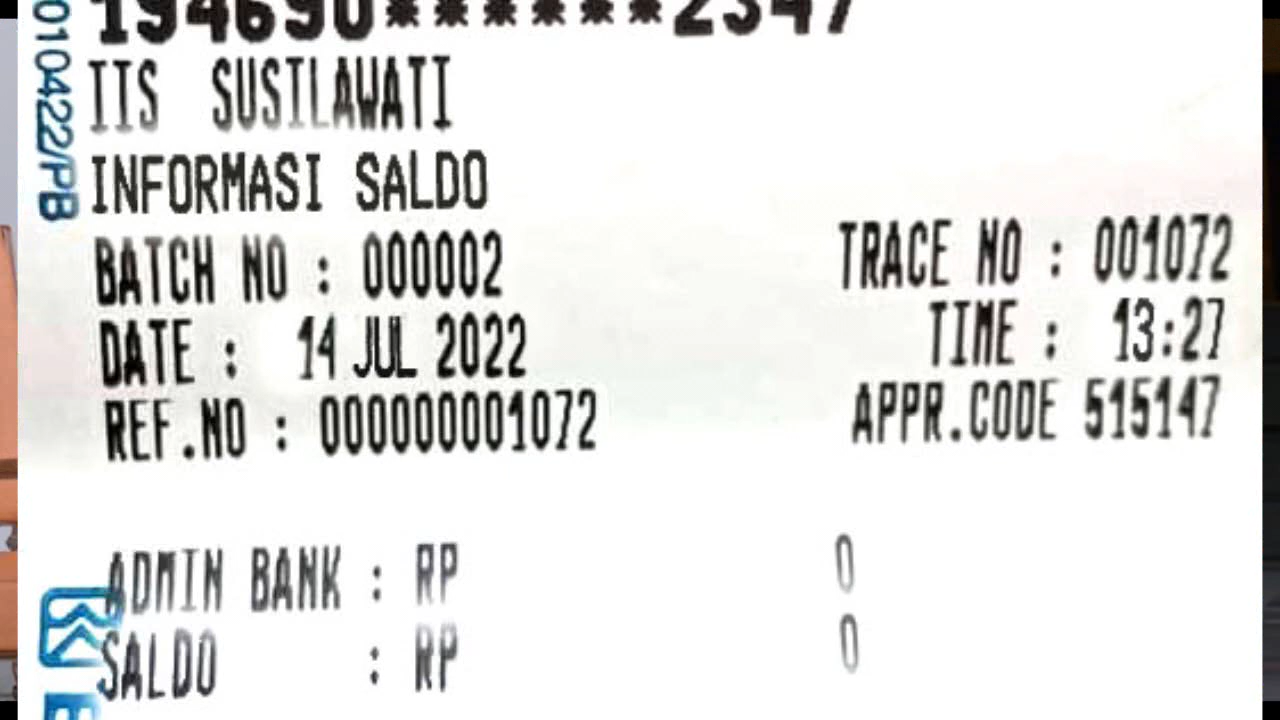 194690******2347
IIS SUSILAWATI
INFORMASI SALDO
BATCH NO : 000002 TRACE NO : 001072
DATE : 14 JUL 2022 TIME : 13:27
REF.NO : 000000001072 APPR.CODE 515147
ADMIN BANK : RP 0
SALDO : RP 0
010422/PB